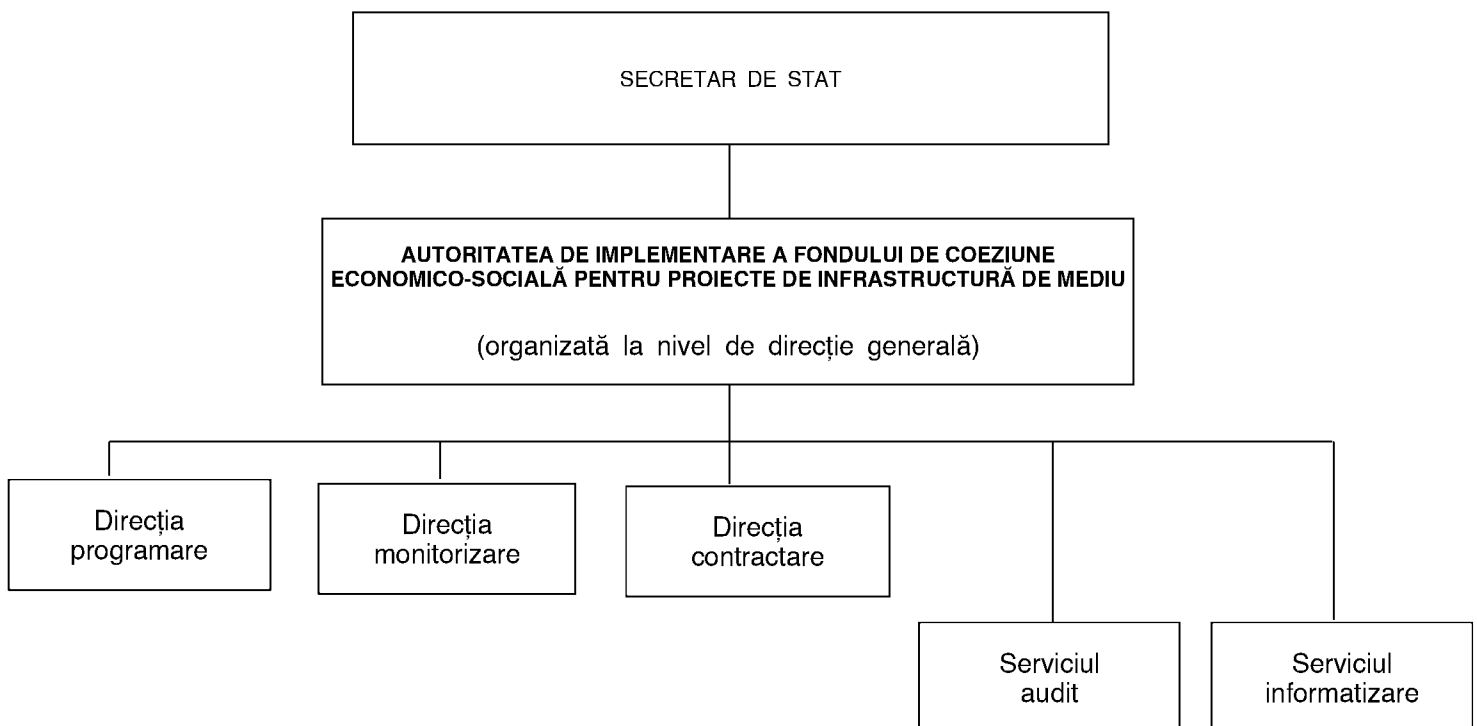 SECRETAR DE STAT
AUTORITATEA DE IMPLEMENTARE A FONDULUI DE COEZIUNE
ECONOMICO-SOCIALĂ PENTRU PROIECTE DE INFRASTRUCTURĂ DE MEDIU
(organizată la nivel de direcție generală)
Direcția
programare
Direcția
monitorizare
Direcția
contractare
Serviciul
audit
Serviciul
informatizare